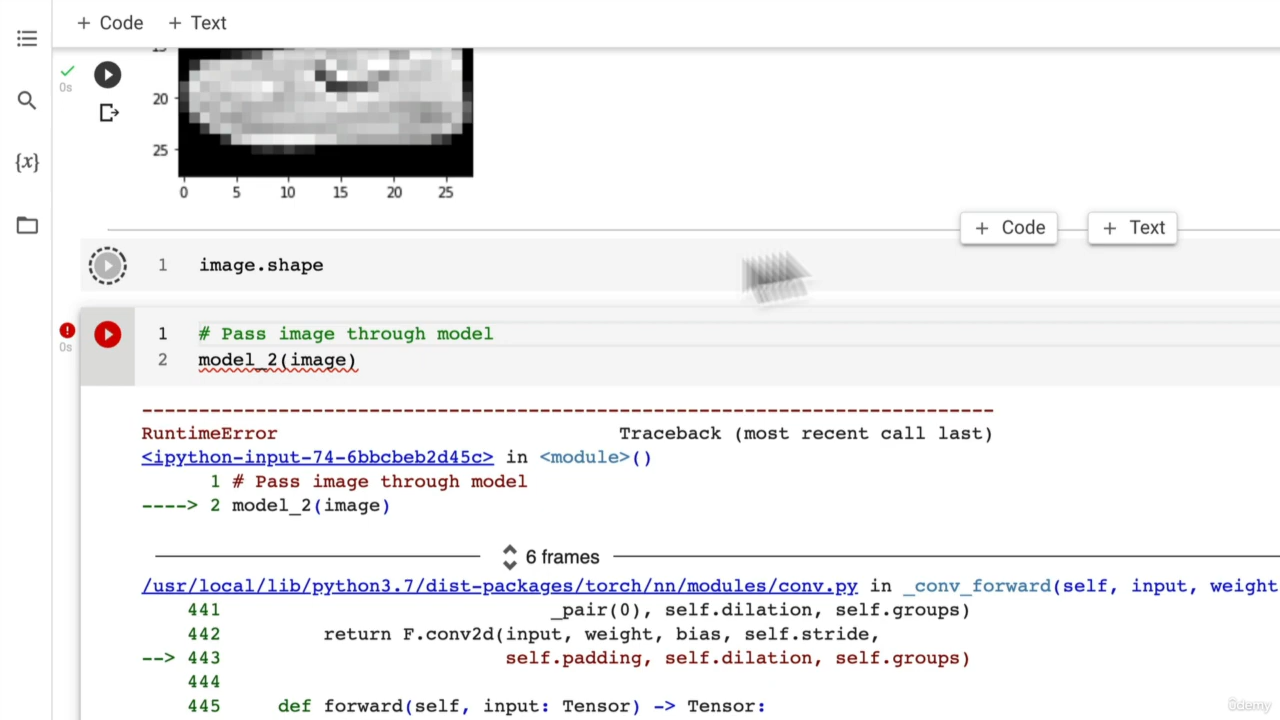 + Code + Text
0s
20
25
0 5 10 15 20 25
+ Code + Text
{x}
1 image.shape
0s
1 # Pass image through model
2 model_2(image)
---------------------------------------------------------------------------
RuntimeError Traceback (most recent call last)
<ipython-input-74-6bbcbeb2d45c> in <module>()
1 # Pass image through model
----> 2 model_2(image)
6 frames
/usr/local/lib/python3.7/dist-packages/torch/nn/modules/conv.py in _conv_forward(self, input, weight
441 _pair(0), self.dilation, self.groups)
442 return F.conv2d(input, weight, bias, self.stride,
--> 443 self.padding, self.dilation, self.groups)
444
445 def forward(self, input: Tensor) -> Tensor: